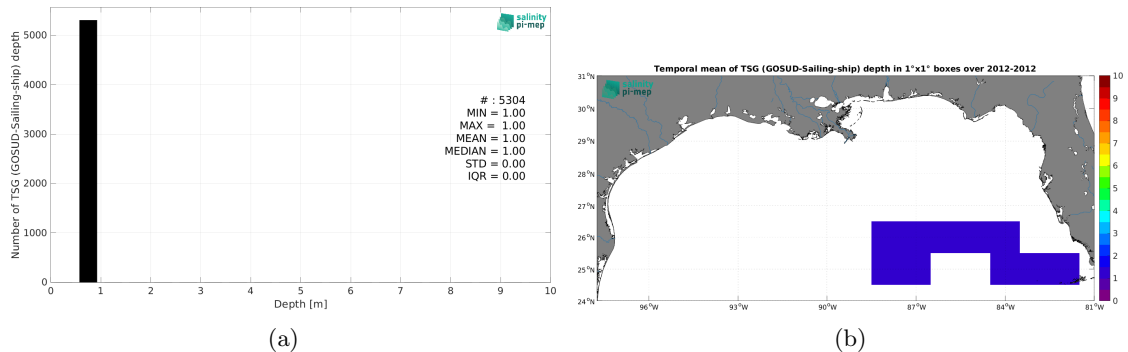 salinity
pi-mep
Number of TSG (GOSUD-Sailing-ship) depth
5000
4000
3000
2000
1000
0
# : 5304
MIN = 1.00
MAX = 1.00
MEAN = 1.00
MEDIAN = 1.00
STD = 0.00
IQR = 0.00
0 1 2 3 4 5 6 7 8 9 10
Depth [m]
(a)
Temporal mean of TSG (GOSUD-Sailing-ship) depth in 1°x1° boxes over 2012-2012
salinity
pi-mep
31°N
30°N
29°N
28°N
27°N
26°N
25°N
24°N
96°W 93°W 90°W 87°W 84°W 81°W
10
9
8
7
6
5
4
3
2
1
0
(b)